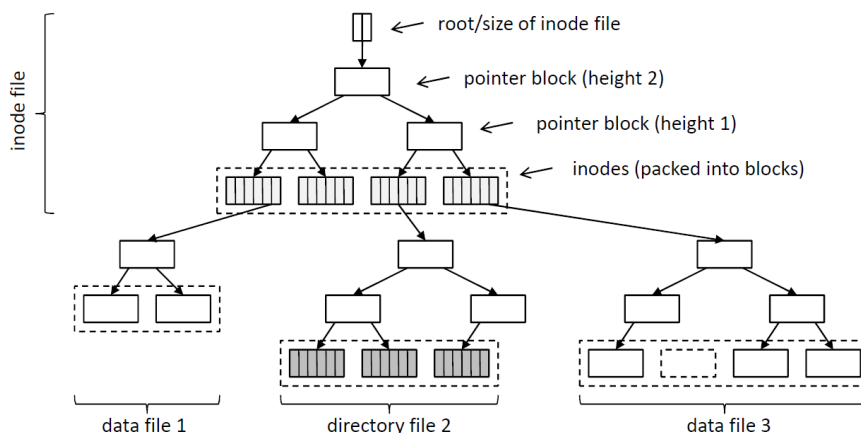 root/size of inode file
pointer block (height 2)
inode file
pointer block (height 1)
inodes (packed into blocks)
data file 1
directory file 2
data file 3